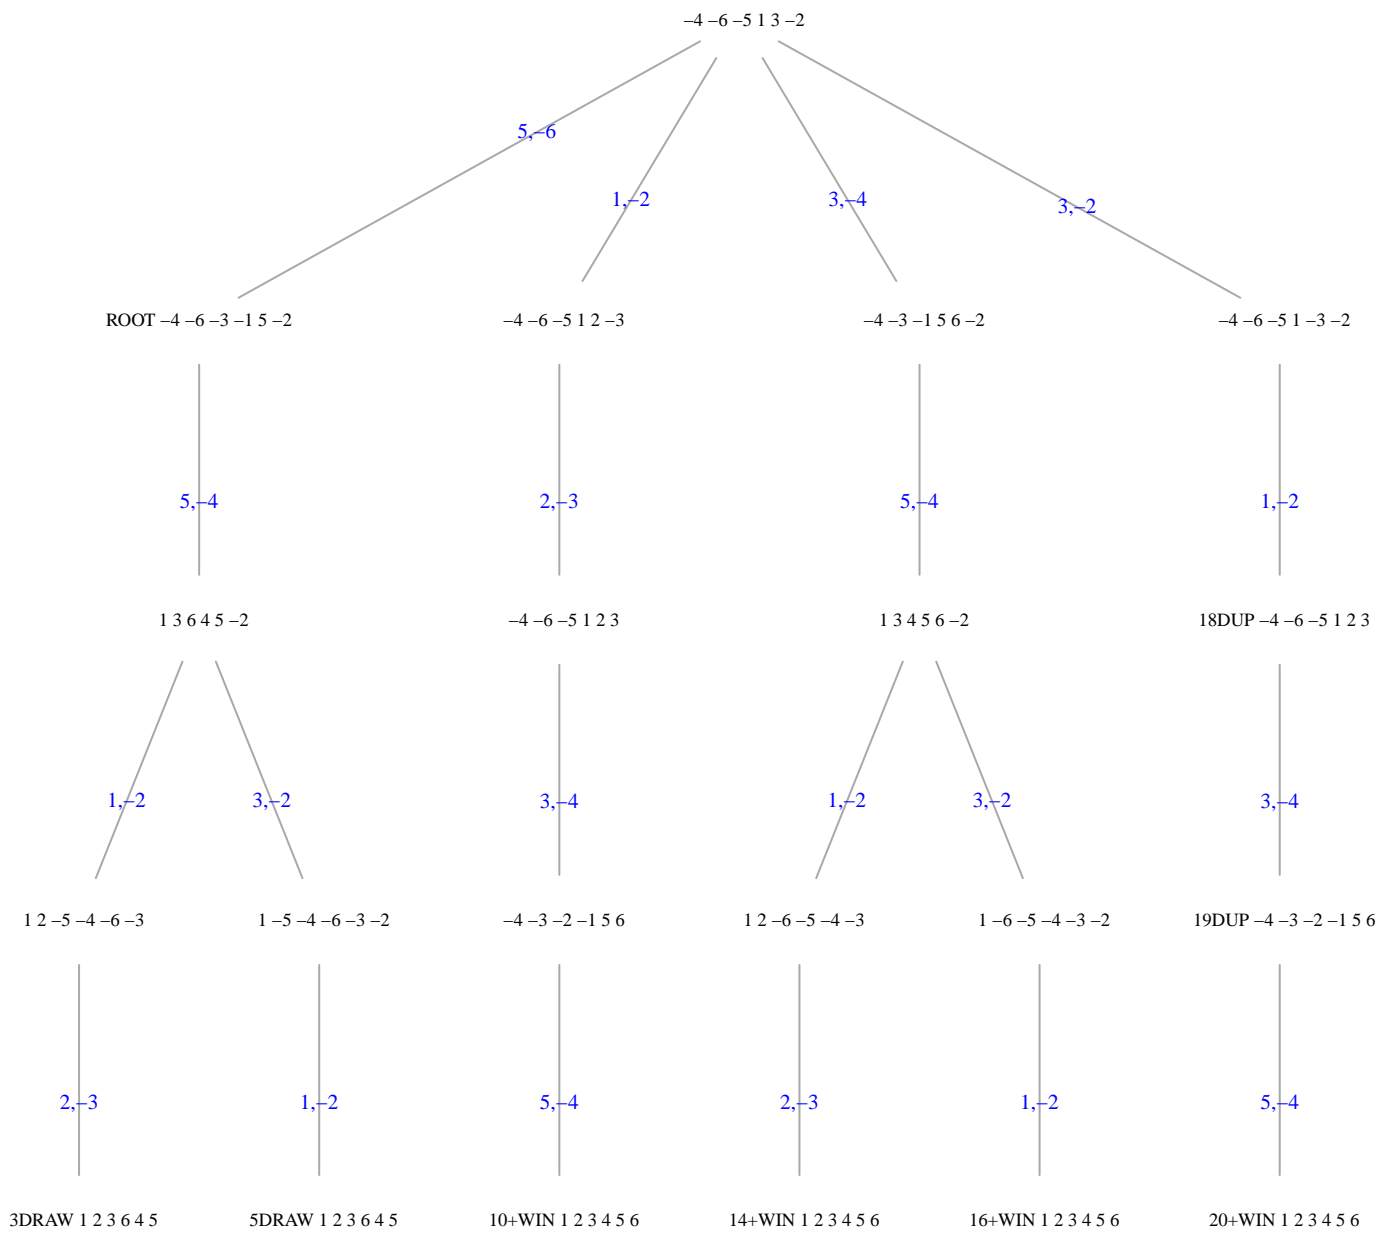 –4 –6 –5 1 3 –2
5,–6
1,–2
3,–4
3,–2
ROOT –4 –6 –3 –1 5 –2
–4 –6 –5 1 2 –3
–4 –3 –1 5 6 –2
–4 –6 –5 1 –3 –2
5,–4
2,–3
5,–4
1,–2
1 3 6 4 5 –2
–4 –6 –5 1 2 3
1 3 4 5 6 –2
18DUP –4 –6 –5 1 2 3
1,–2
3,–2
3,–4
1,–2
3,–2
3,–4
1 2 –5 –4 –6 –3
1 –5 –4 –6 –3 –2
–4 –3 –2 –1 5 6
1 2 –6 –5 –4 –3
1 –6 –5 –4 –3 –2
19DUP –4 –3 –2 –1 5 6
2,–3
1,–2
5,–4
2,–3
1,–2
5,–4
3DRAW 1 2 3 6 4 5
5DRAW 1 2 3 6 4 5
10+WIN 1 2 3 4 5 6
14+WIN 1 2 3 4 5 6
16+WIN 1 2 3 4 5 6
20+WIN 1 2 3 4 5 6